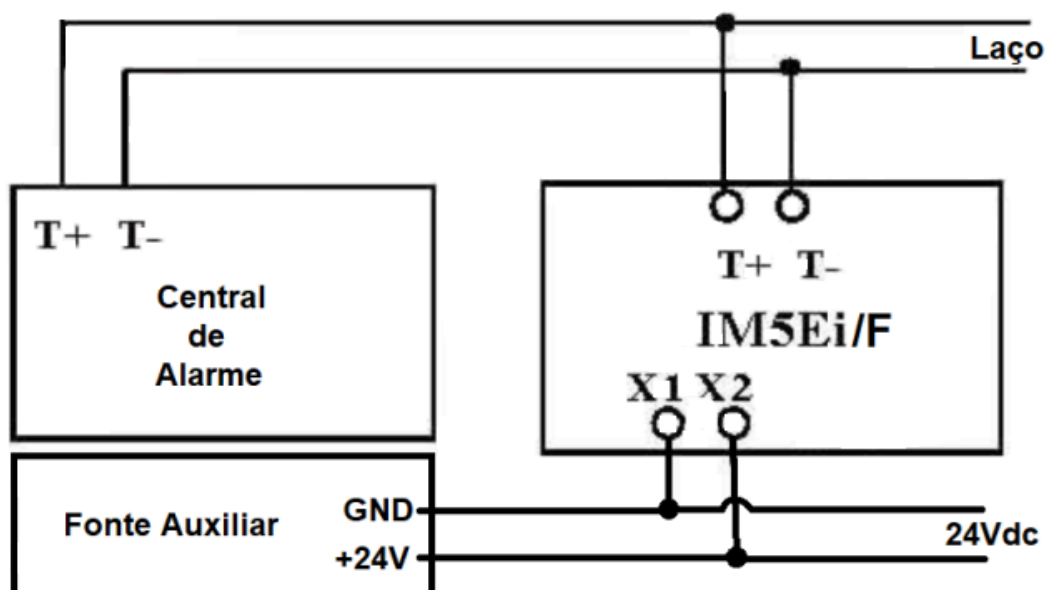 Laço
T+ T-
Central
de
Alarme
T+ T-
IM5Ei/F
X1 X2
Fonte Auxiliar
GND
+24V
24Vdc